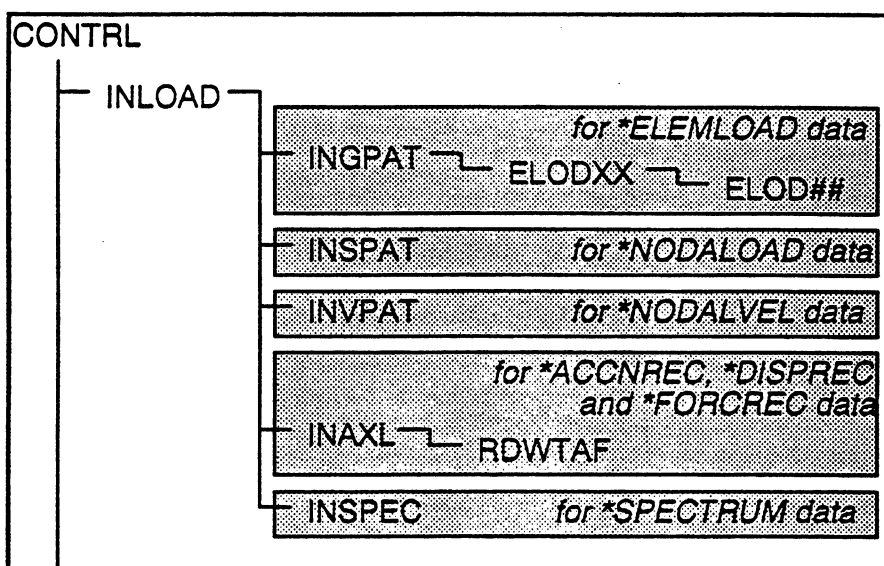 CONTRL
INLOAD
for *ELEMLOAD data
INGPAT
ELODXX
ELOD##
INSPAT for *NODALOAD data
INVPAT for *NODALVEL data
for *ACCNREC, *DISPREC
and *FORCREC data
INAXL
RDWTAF
INSPEC for *SPECTRUM data